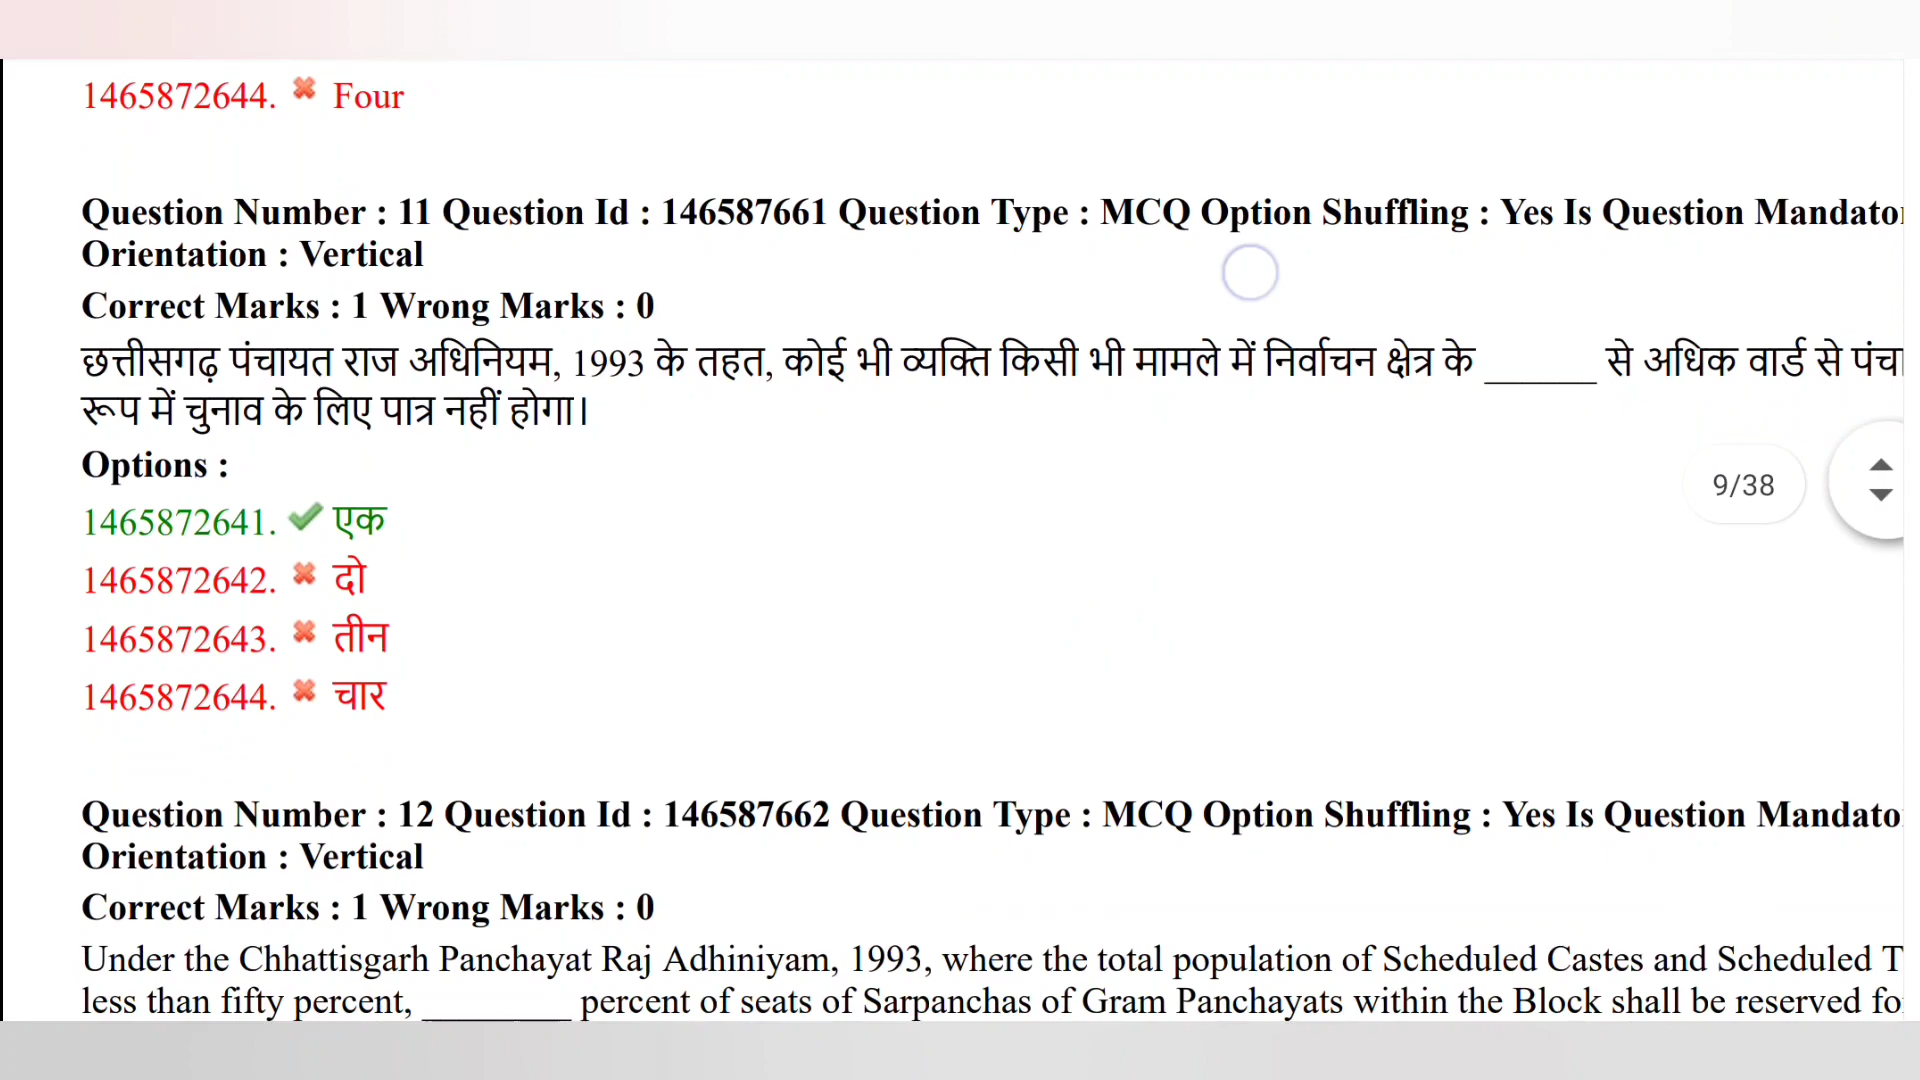 1465872644. Four
Question Number : 11 Question Id : 146587661 Question Type : MCQ Option Shuffling : Yes Is Question
Orientation : Vertical
Correct Marks : 1 Wrong Marks : 0
छत्तीसगढ़ पंचायत राज अधिनियम, 1993 के तहत, कोई भी व्यक्ति किसी भी मामले में निर्वाचन क्षेत्र के ______ से अधिक वार्ड से
रूप में चुनाव के लिए पात्र नहीं होगा।
Options :
9/38
1465872641. एक
1465872642. दो
1465872643. तीन
1465872644. चार
Question Number : 12 Question Id : 146587662 Question Type : MCQ Option Shuffling : Yes Is Question
Orientation : Vertical
Correct Marks : 1 Wrong Marks : 0
Under the Chhattisgarh Panchayat Raj Adhiniyam, 1993, where the total population of Scheduled Castes and Scheduled
less than fifty percent, ________ percent of seats of Sarpanchas of Gram Panchayats within the Block shall be reserved